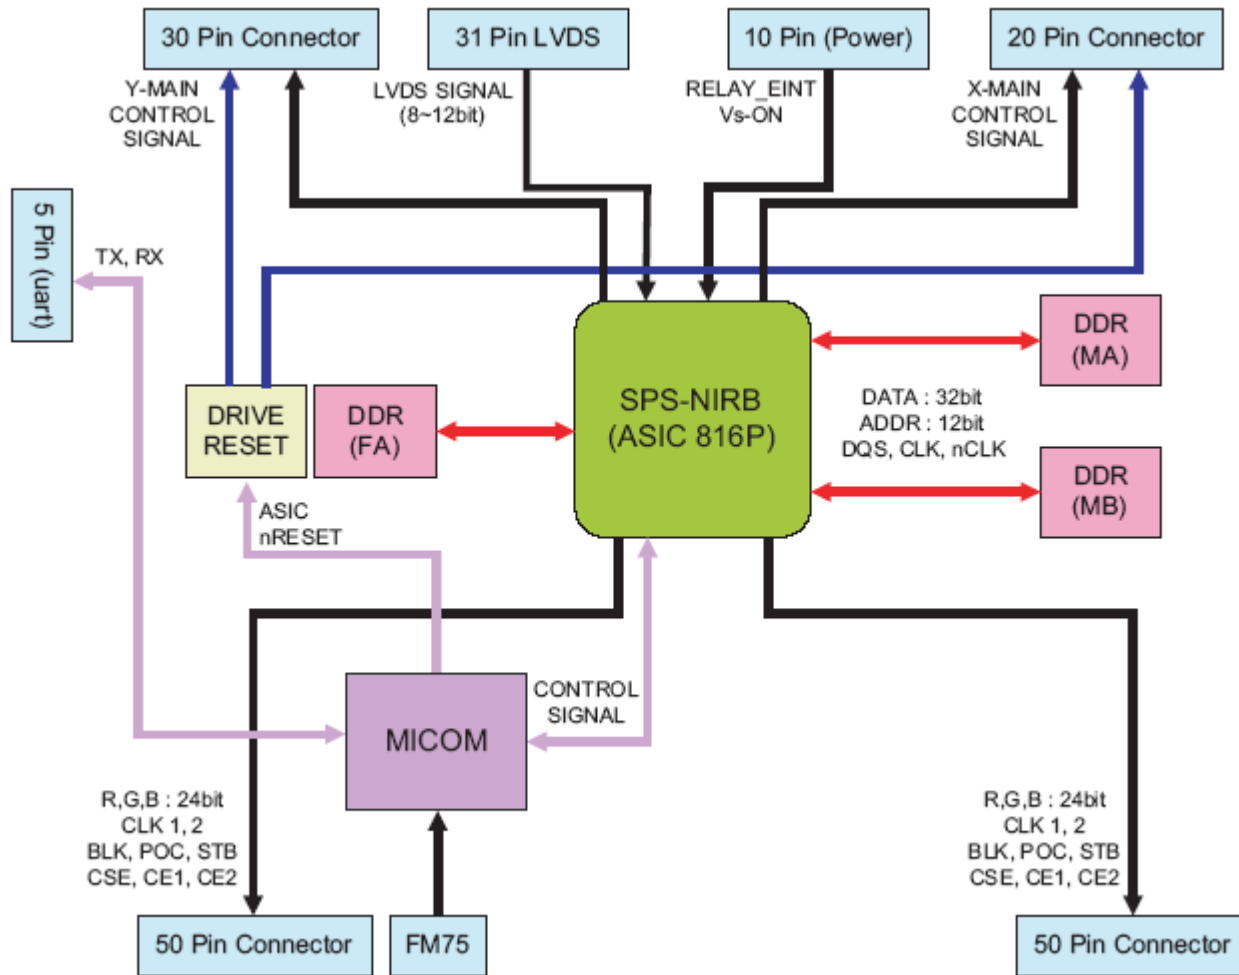 30 Pin Connector
31 Pin LVDS
10 Pin (Power)
20 Pin Connector
Y-MAIN
CONTROL
SIGNAL
LVDS SIGNAL
(8~12bit)
RELAY_EINT
Vs-ON
X-MAIN
CONTROL
SIGNAL
5 Pin (uart)
TX, RX
DRIVE
RESET
DDR
(FA)
SPS-NIRB
(ASIC 816P)
DDR
(MA)
DATA : 32bit
ADDR : 12bit
DQS, CLK, nCLK
DDR
(MB)
ASIC
nRESET
MICOM
CONTROL
SIGNAL
R,G,B : 24bit
CLK 1, 2
BLK, POC, STB
CSE, CE1, CE2
R,G,B : 24bit
CLK 1, 2
BLK, POC, STB
CSE, CE1, CE2
50 Pin Connector
FM75
50 Pin Connector